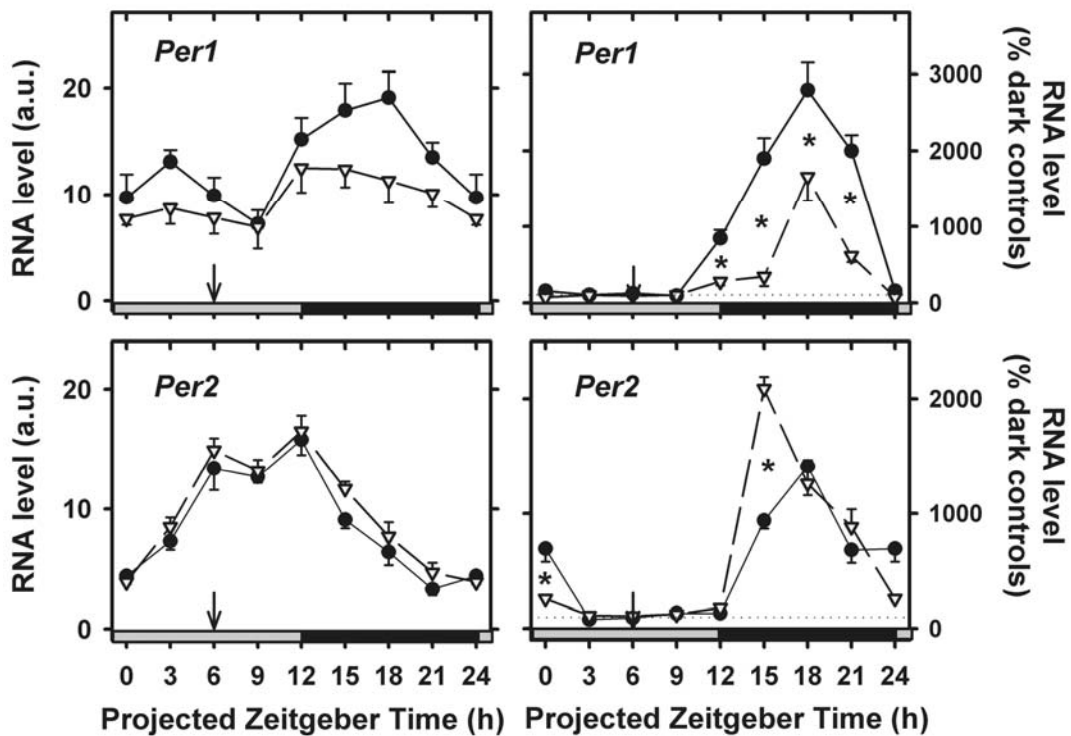 Per1
RNA level (a.u.)
20
10
0
Per1
RNA level
(% dark controls)
3000
2000
1000
0
*
*
*
*
Per2
RNA level (a.u.)
20
10
0
0 3 6 9 12 15 18 21 24
Projected Zeitgeber Time (h)
Per2
RNA level
(% dark controls)
2000
1000
0
*
*
0 3 6 9 12 15 18 21 24
Projected Zeitgeber Time (h)